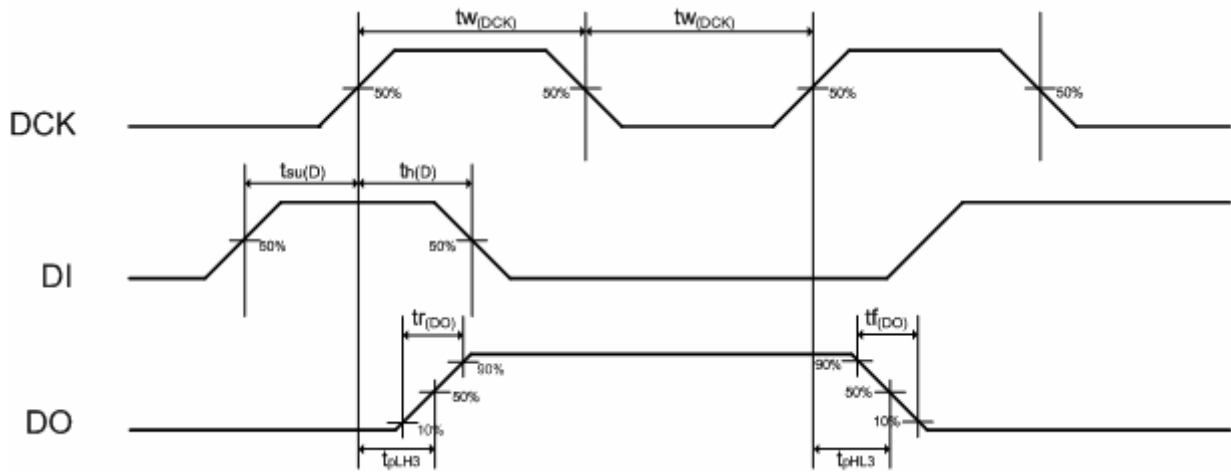 tw(DCK) tw(DCK)
50% 50% 50% 50%
DCK
tsu(D) th(D)
50% 50%
DI
tr(DO) tf(DO)
90% 90%
50% 50%
10% 10%
DO
tpLH3 tpHL3